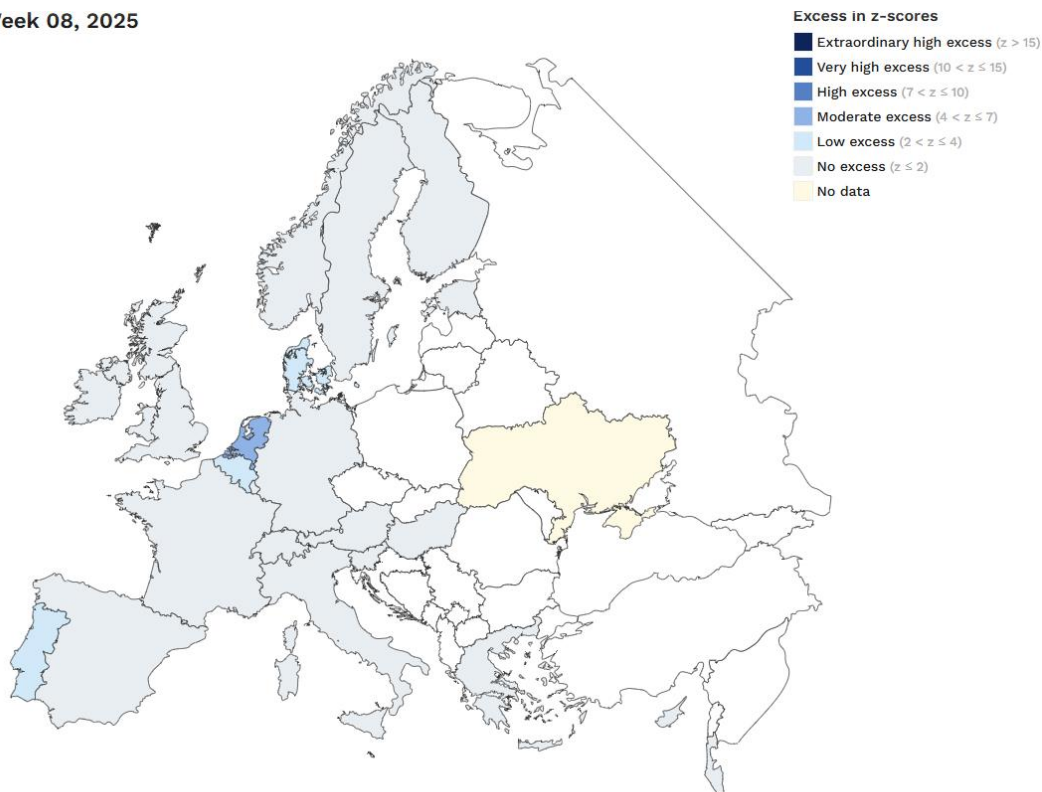 eek 08, 2025
Excess in z-scores
Extraordinary high excess (z > 15)
Very high excess (10 < z ≤ 15)
High excess (7 < z ≤ 10)
Moderate excess (4 < z ≤ 7)
Low excess (2 < z ≤ 4)
No excess (z ≤ 2)
No data